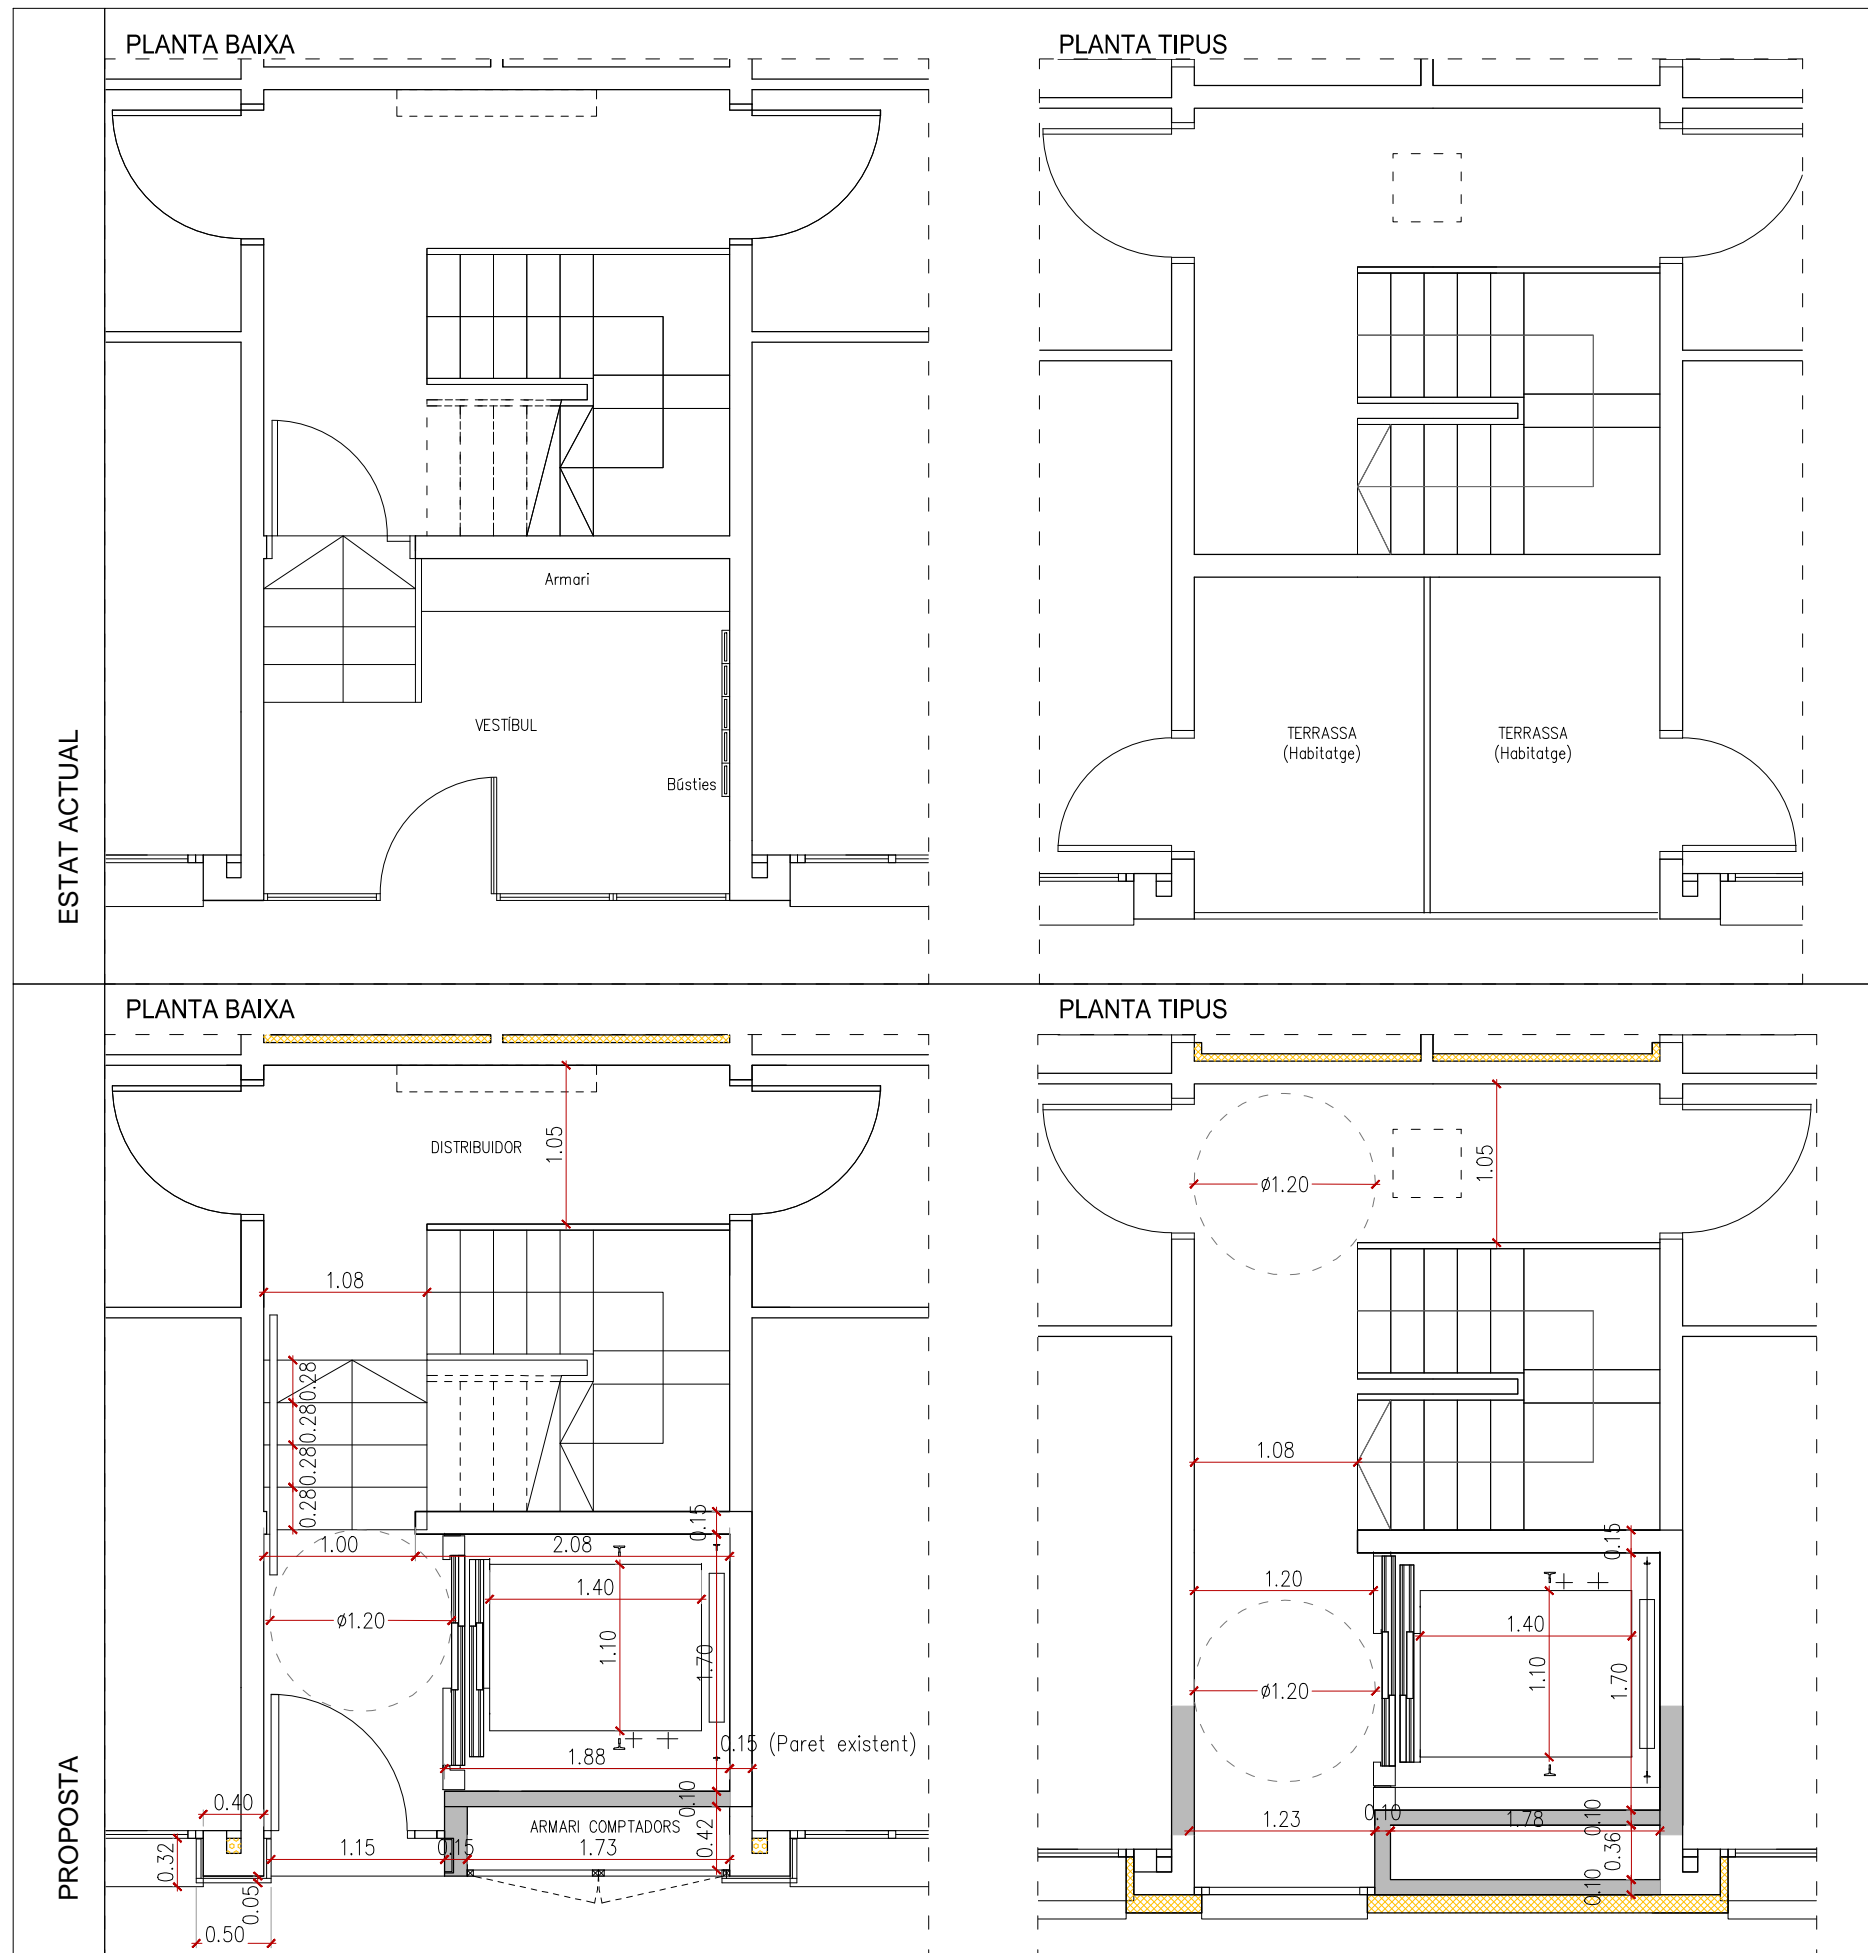 PLANTA BAIXA
PLANTA TIPUS
ESTAT ACTUAL
Armari
VESTÍBUL
Bústies
TERRASSA
(Habitatge)
TERRASSA
(Habitatge)
PLANTA BAIXA
PLANTA TIPUS
PROPOSTA
DISTRIBUIDOR
1.05
1.08
0.28
0.28
0.28
0.28
0.15
1.00
2.08
1.40
ø1.20
1.10
1.70
0.15 (Paret existent)
1.88
0.10
0.40
ARMARI COMPTADORS
0.42
1.15
0.15
1.73
0.32
0.05
0.50
1.05
ø1.20
1.08
0.15
1.20
1.40
1.10
1.70
ø1.20
1.23
0.10
1.78
0.10
0.36
0.10